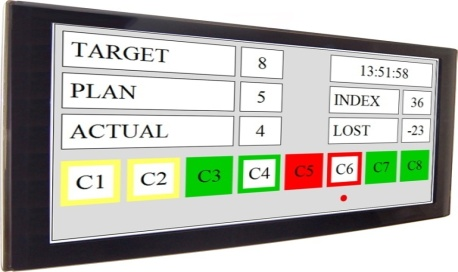 TARGET 8 13:51:58
PLAN 5 INDEX 36
ACTUAL 4 LOST -23
C1 C2 C3 C4 C5 C6 C7 C8